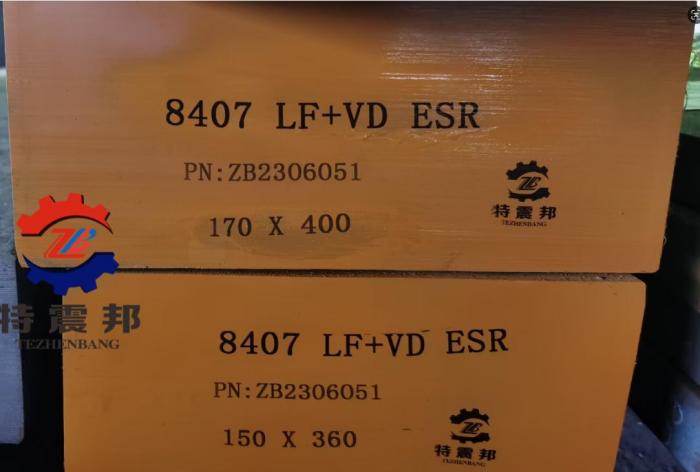 8407 LF+VD ESR
PN:ZB2306051
170 X 400
特震邦
TEZHENBANG
特震邦
TEZHENBANG
8407 LF+VD ESR
PN:ZB2306051
150 X 360
特震邦
TEZHENBANG